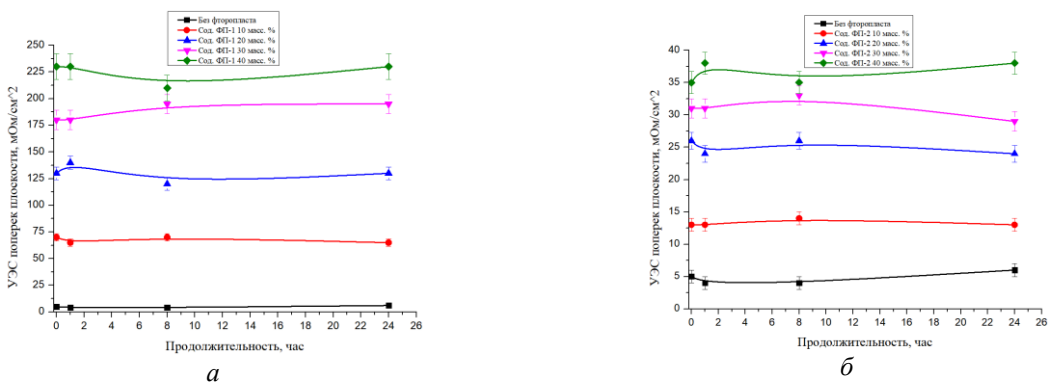 Без фторопласта
Сод. ФП-1 10 масс. %
Сод. ФП-1 20 масс. %
Сод. ФП-1 30 масс. %
Сод. ФП-1 40 масс. %
УЭС поперек плоскости, мОм/см^2
250
225
200
175
150
125
100
75
50
25
0
0 2 4 6 8 10 12 14 16 18 20 22 24 26
Продолжительность, час
а
Без фторопласта
Сод. ФП-2 10 масс. %
Сод. ФП-2 20 масс. %
Сод. ФП-2 30 масс. %
Сод. ФП-2 40 масс. %
УЭС поперек плоскости, мОм/см^2
40
35
30
25
20
15
10
5
0
0 2 4 6 8 10 12 14 16 18 20 22 24 26
Продолжительность, час
б